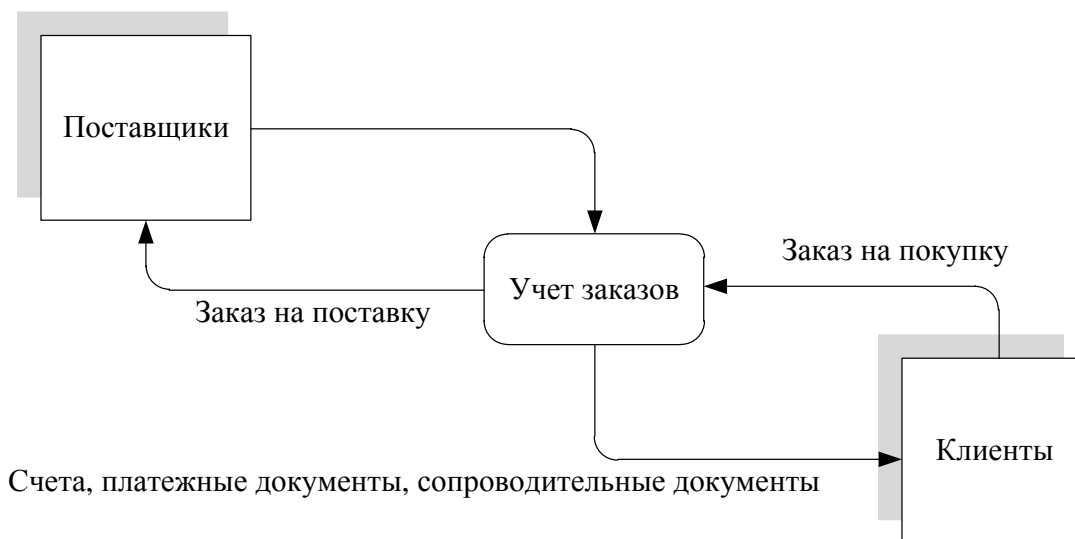 Поставщики
Заказ на покупку
Учет заказов
Заказ на поставку
Клиенты
Счета, платежные документы, сопроводительные документы